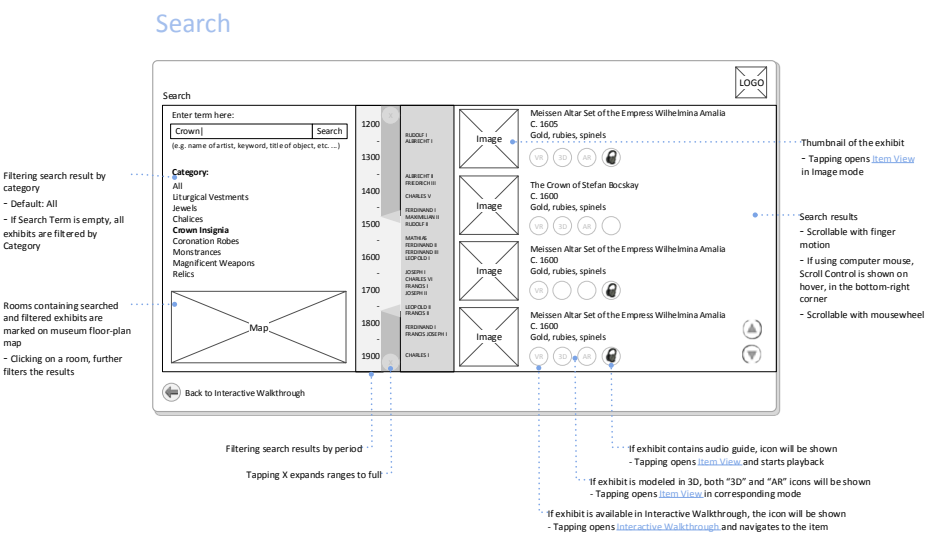 Search
LOGO
Search
Enter term here:
Crown|
Search
(e.g. name of artist, keyword, title of object, etc. ...)
Category:
All
Liturgical Vestments
Jewels
Chalices
Crown Insignia
Coronation Robes
Monstrances
Magnificent Weapons
Relics
Map
Back to Interactive Walkthrough
1200
-
1300
-
1400
-
1500
-
1600
-
1700
-
1800
-
1900
RUDOLF I
ALBRECHT I
ALBRECHT II
FRIEDRICH III
CHARLES V
FERDINAND I
MAXIMILIAN II
RUDOLF II
MATHIAS
FERDINAND II
FERDINAND III
LEOPOLD I
JOSEPH I
CHARLES VI
FRANCIS I
JOSEPH II
LEOPOLD II
FRANCIS II
FERDINAND I
FRANCIS JOSEPH I
CHARLES I
Image
Meissen Altar Set of the Empress Wilhelmina Amalia
C. 1605
Gold, rubies, spinels
VR 3D AR
Image
The Crown of Stefan Bocskay
C. 1600
Gold, rubies, spinels
VR 3D AR
Image
Meissen Altar Set of the Empress Wilhelmina Amalia
C. 1600
Gold, rubies, spinels
VR
Image
Meissen Altar Set of the Empress Wilhelmina Amalia
C. 1600
Gold, rubies, spinels
VR 3D AR
Filtering search result by
category
- Default: All
- If Search Term is empty, all
exhibits are filtered by
Category
Rooms containing searched
and filtered exhibits are
marked on museum floor-plan
map
- Clicking on a room, further
filters the results
Thumbnail of the exhibit
- Tapping opens Item View
in Image mode
Search results
- Scrollable with finger
motion
- If using computer mouse,
Scroll Control is shown on
hover, in the bottom-right
corner
- Scrollable with mousewheel
Filtering search results by period
Tapping X expands ranges to full
If exhibit contains audio guide, icon will be shown
- Tapping opens Item View and starts playback
If exhibit is modeled in 3D, both "3D" and "AR" icons will be shown
- Tapping opens Item View in corresponding mode
If exhibit is available in Interactive Walkthrough, the icon will be shown
- Tapping opens Interactive Walkthrough and navigates to the item